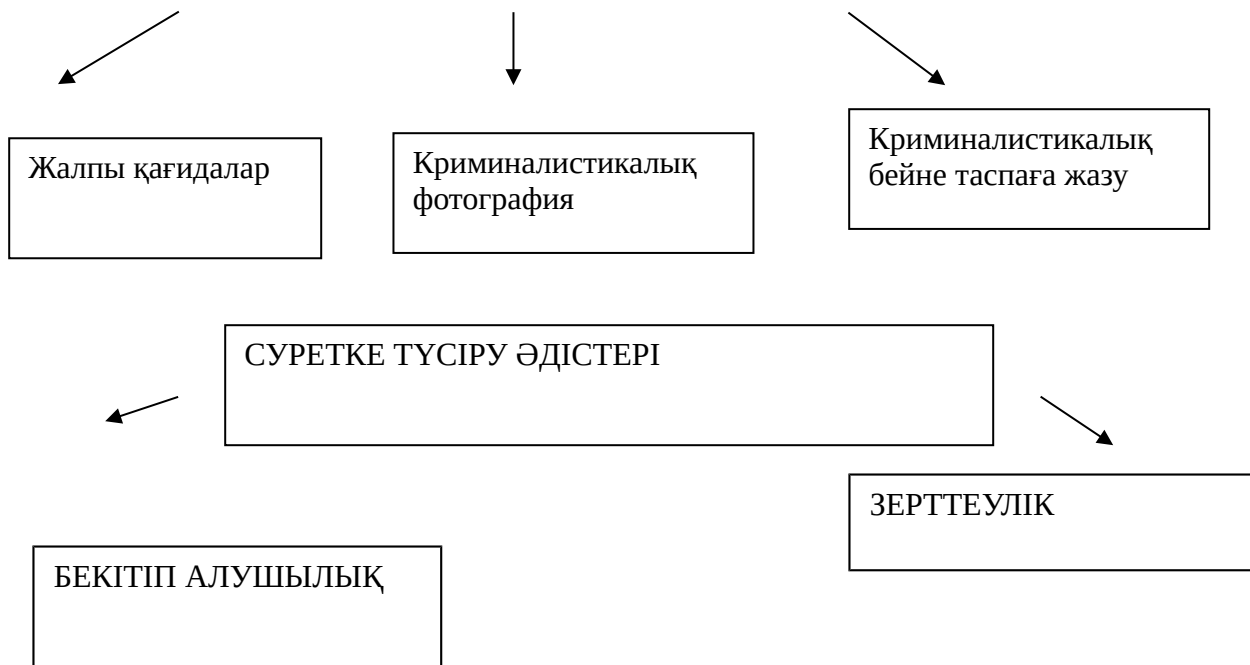 Жалпы қағидалар
Криминалистикалық
фотография
Криминалистикалық
бейне таспаға жазу
СУРЕТКЕ ТҮСІРУ ӘДІСТЕРІ
ЗЕРТТЕУЛІК
БЕКІТІП АЛУШЫЛЫҚ